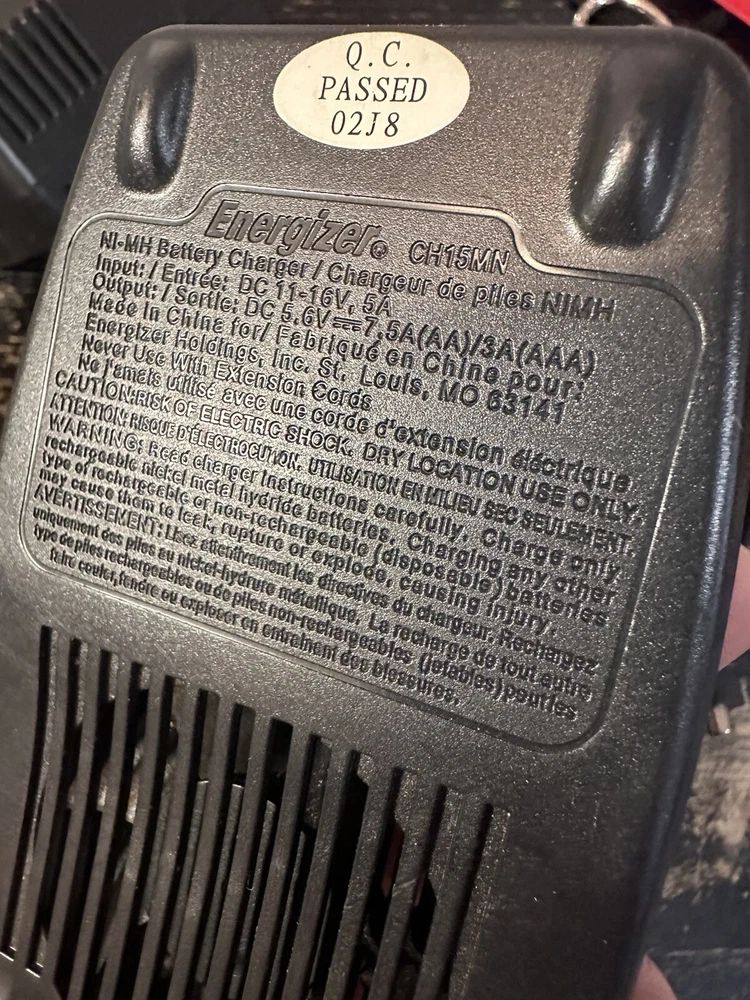 Q.C.
PASSED
02J8
Energizer® CH15MN
Ni-MH Battery Charger / Chargeur de piles NiMH
Input: / Entrée: DC 11-16V, 5A
Output: / Sortie: DC 5.6V⎓7.5A(AA)/3A(AAA)
Made in China for/ Fabriqué en Chine pour:
Energizer Holdings, Inc. St. Louis, MO 63141
Never Use With Extension Cords
Ne jamais utilisé avec une corde d'extension électrique.
CAUTION:RISK OF ELECTRIC SHOCK. DRY LOCATION USE ONLY.
ATTENTION: RISQUE D'ÉLECTROCUTION. UTILISATION EN MILIEU SEC SEULEMENT.
WARNING: Read charger instructions carefully. Charge only
rechargeable nickel metal hydride batteries. Charging any other
type of rechargeable or non-rechargeable (disposable) batteries
may cause them to leak, rupture or explode, causing injury.
AVERTISSEMENT: Lisez attentivement les directives du chargeur. Rechargez
uniquement des piles au nickel-hydrure métallique. La recharge de tout autre
type de piles rechargeables ou de piles non-rechargeables (jetables) peut les
faire couler, fendre ou exploser en entraînant des blessures.